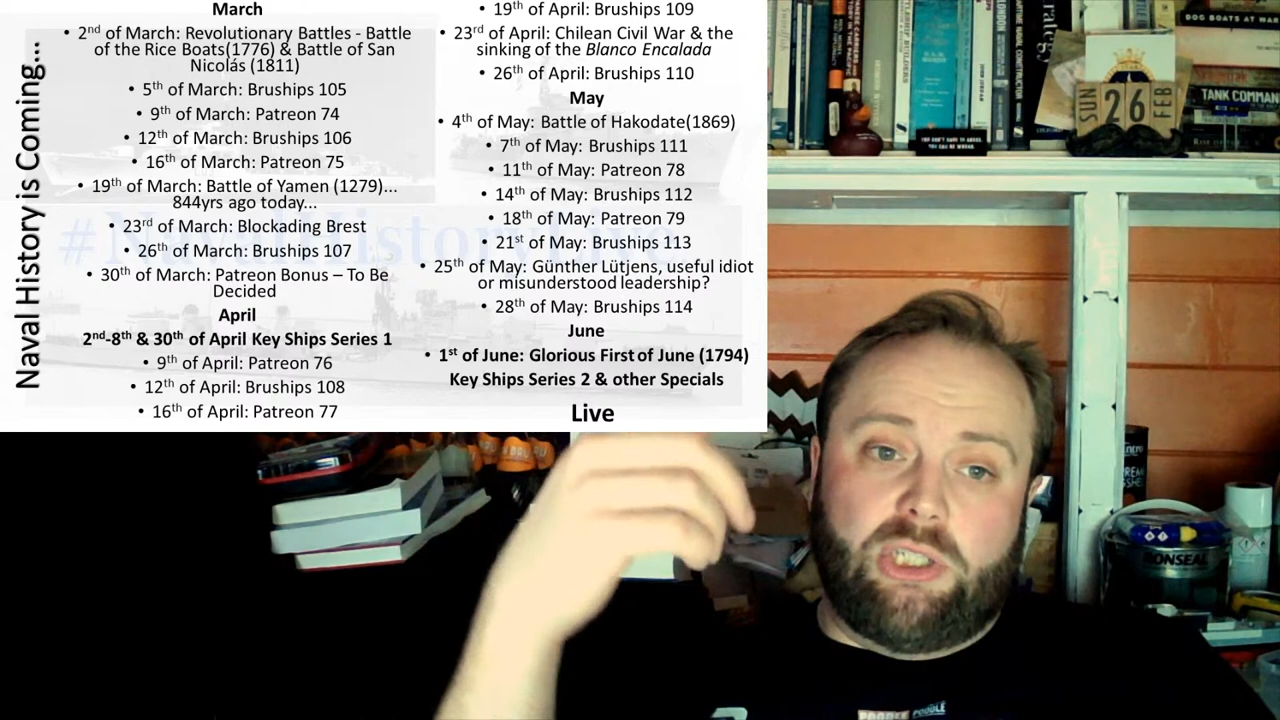 Naval History is Coming...
March
• 2nd of March: Revolutionary Battles - Battle
of the Rice Boats(1776) & Battle of San
Nicolás (1811)
• 5th of March: Bruships 105
• 9th of March: Patreon 74
• 12th of March: Bruships 106
• 16th of March: Patreon 75
• 19th of March: Battle of Yamen (1279)...
844yrs ago today...
• 23rd of March: Blockading Brest
• 26th of March: Bruships 107
• 30th of March: Patreon Bonus – To Be
Decided
April
2nd-8th & 30th of April Key Ships Series 1
• 9th of April: Patreon 76
• 12th of April: Bruships 108
• 16th of April: Patreon 77
• 19th of April: Bruships 109
• 23rd of April: Chilean Civil War & the
sinking of the Blanco Encalada
• 26th of April: Bruships 110
May
• 4th of May: Battle of Hakodate(1869)
• 7th of May: Bruships 111
• 11th of May: Patreon 78
• 14th of May: Bruships 112
• 18th of May: Patreon 79
• 21st of May: Bruships 113
• 25th of May: Günther Lütjens, useful idiot
or misunderstood leadership?
• 28th of May: Bruships 114
June
• 1st of June: Glorious First of June (1794)
Key Ships Series 2 & other Specials
Live
#NavalHistoryLive
DOG BOATS AT WAR
SUN 26 FEB
TANK COMMAN
RONSEAL
POODLE